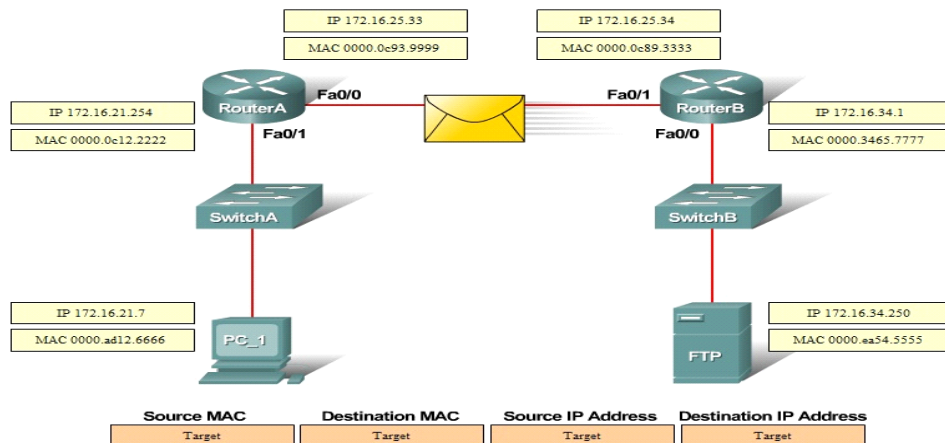 IP 172.16.25.33
IP 172.16.25.34
MAC 0000.0c93.9999
MAC 0000.0c89.3333
RouterA
Fa0/0
Fa0/1
RouterB
IP 172.16.21.254
IP 172.16.34.1
Fa0/1
Fa0/0
MAC 0000.0c12.2222
MAC 0000.3465.7777
SwitchA
SwitchB
IP 172.16.21.7
IP 172.16.34.250
MAC 0000.ad12.6666
MAC 0000.ea54.5555
PC_1
FTP
Source MAC
Destination MAC
Source IP Address
Destination IP Address
Target
Target
Target
Target